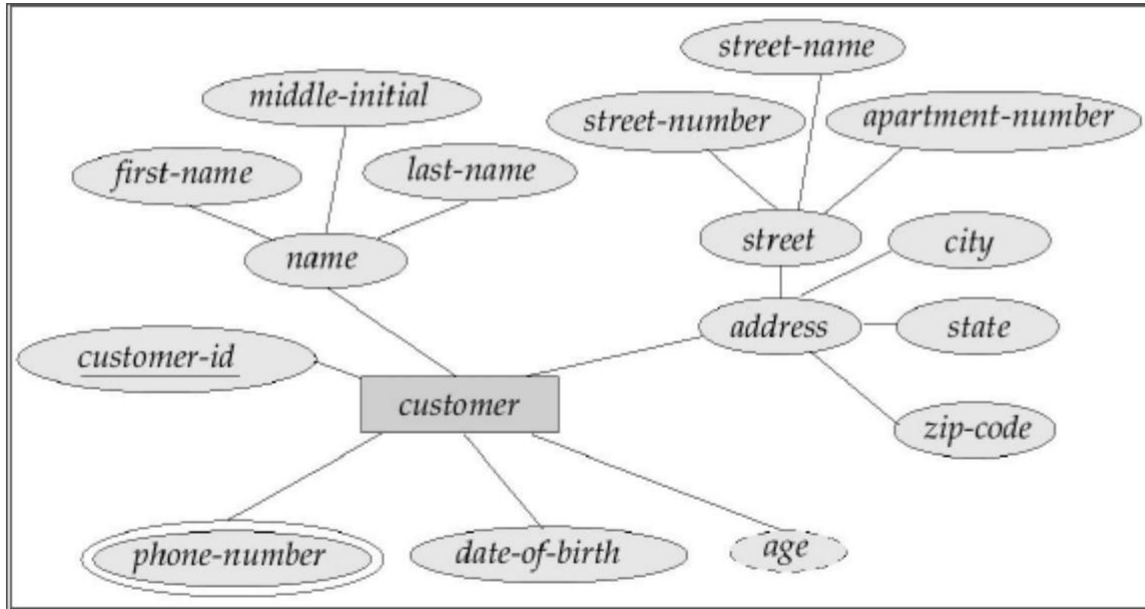 street-name
middle-initial
street-number
apartment-number
first-name
last-name
name
street
city
address
state
customer-id
customer
zip-code
phone-number
date-of-birth
age